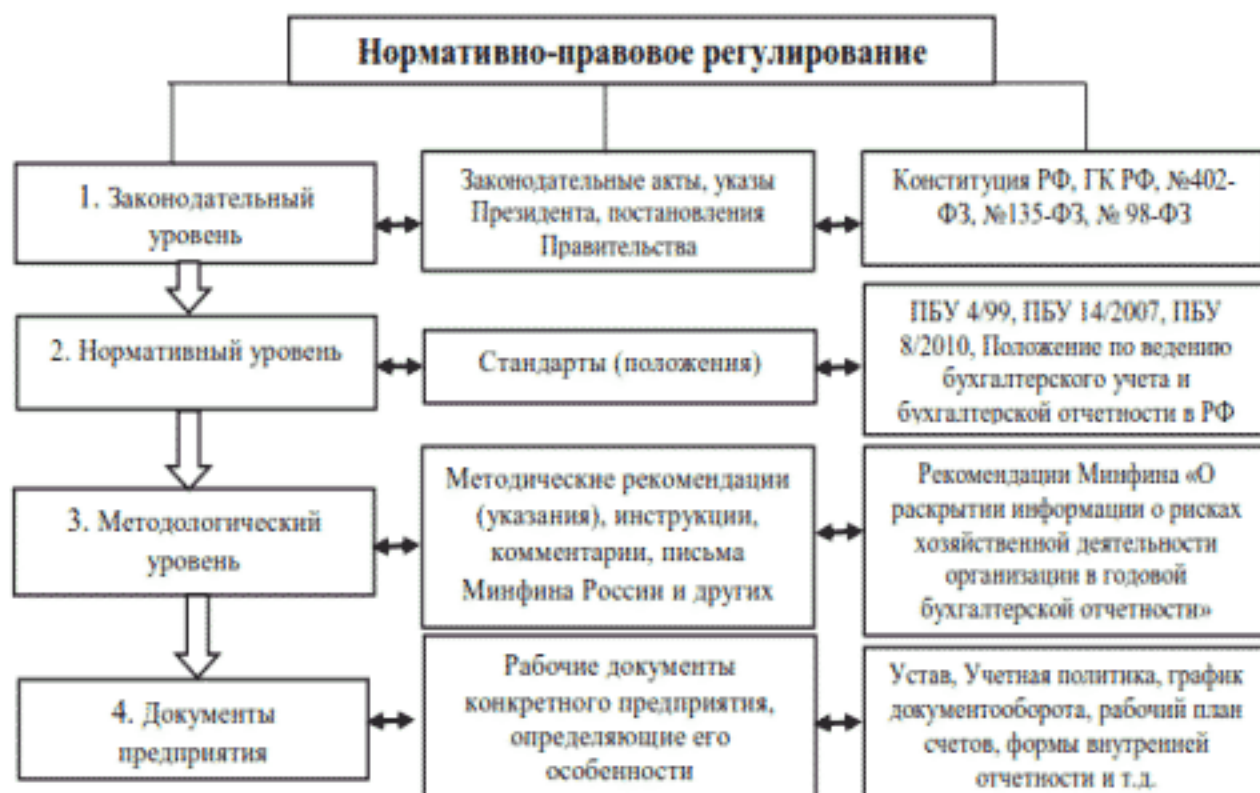 Нормативно-правовое регулирование
1. Законодательный
уровень
Законодательные акты, указы
Президента, постановления
Правительства
Конституция РФ, ГК РФ, №402-
ФЗ, №135-ФЗ, № 98-ФЗ
2. Нормативный уровень
Стандарты (положения)
ПБУ 4/99, ПБУ 14/2007, ПБУ
8/2010, Положение по ведению
бухгалтерского учета и
бухгалтерской отчетности в РФ
3. Методологический
уровень
Методические рекомендации
(указания), инструкции,
комментарии, письма
Минфина России и других
Рекомендации Минфина «О
раскрытии информации о рисках
хозяйственной деятельности
организации в годовой
бухгалтерской отчетности»
4. Документы
предприятия
Рабочие документы
конкретного предприятия,
определяющие его
особенности
Устав, Учетная политика, график
документооборота, рабочий план
счетов, формы внутренней
отчетности и т.д.